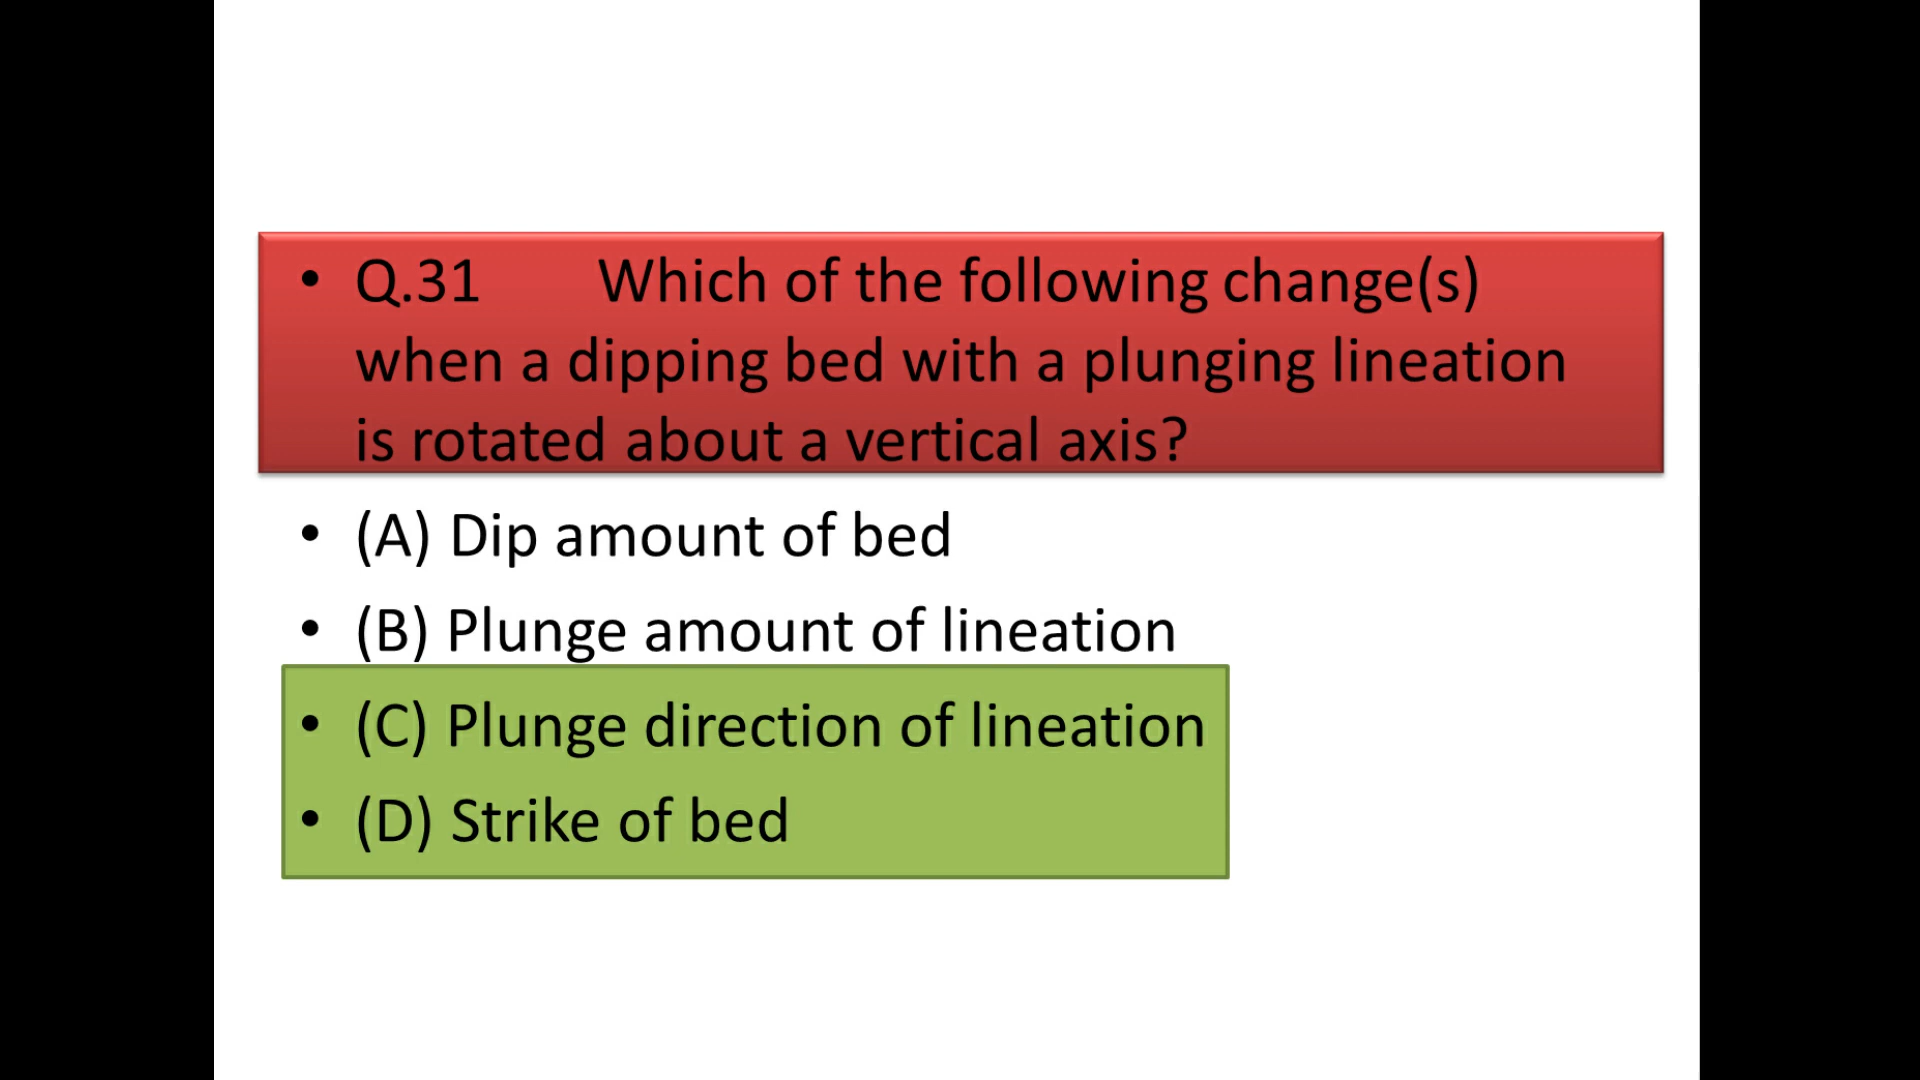 • Q.31 Which of the following change(s)
when a dipping bed with a plunging lineation
is rotated about a vertical axis?
• (A) Dip amount of bed
• (B) Plunge amount of lineation
• (C) Plunge direction of lineation
• (D) Strike of bed